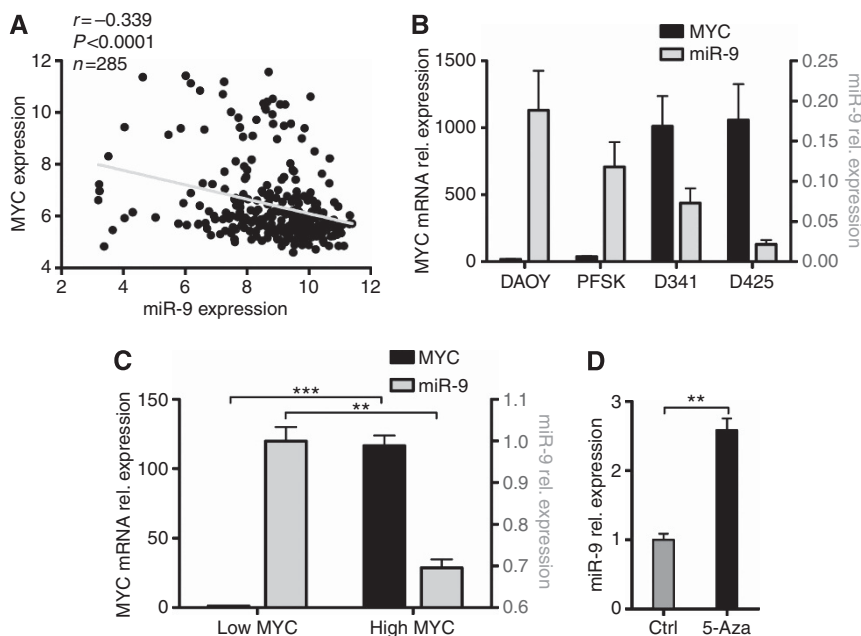 A
r=−0.339
P<0.0001
n=285
MYC expression
12
10
8
6
4
2
4
6
8
10
12
miR-9 expression
B
MYC
miR-9
MYC mRNA rel. expression
1500
1000
500
0
miR-9 rel. expression
0.25
0.20
0.15
0.10
0.05
0.00
DAOY
PFSK
D341
D425
C
MYC
miR-9
MYC mRNA rel. expression
150
100
50
0
***
**
miR-9 rel. expression
1.1
1.0
0.9
0.8
0.7
0.6
Low MYC
High MYC
D
miR-9 rel. expression
3
2
1
0
**
Ctrl
5-Aza